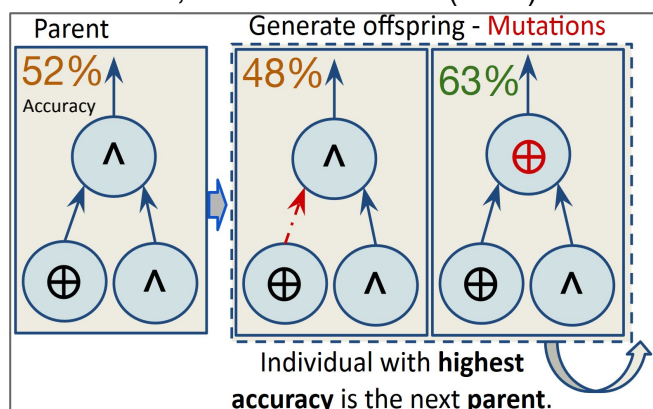 Parent
Generate offspring - Mutations
52%
Accuracy
48%
63%
∧
∧
⊕
⊕
∧
⊕
∧
⊕
∧
Individual with highest
accuracy is the next parent.